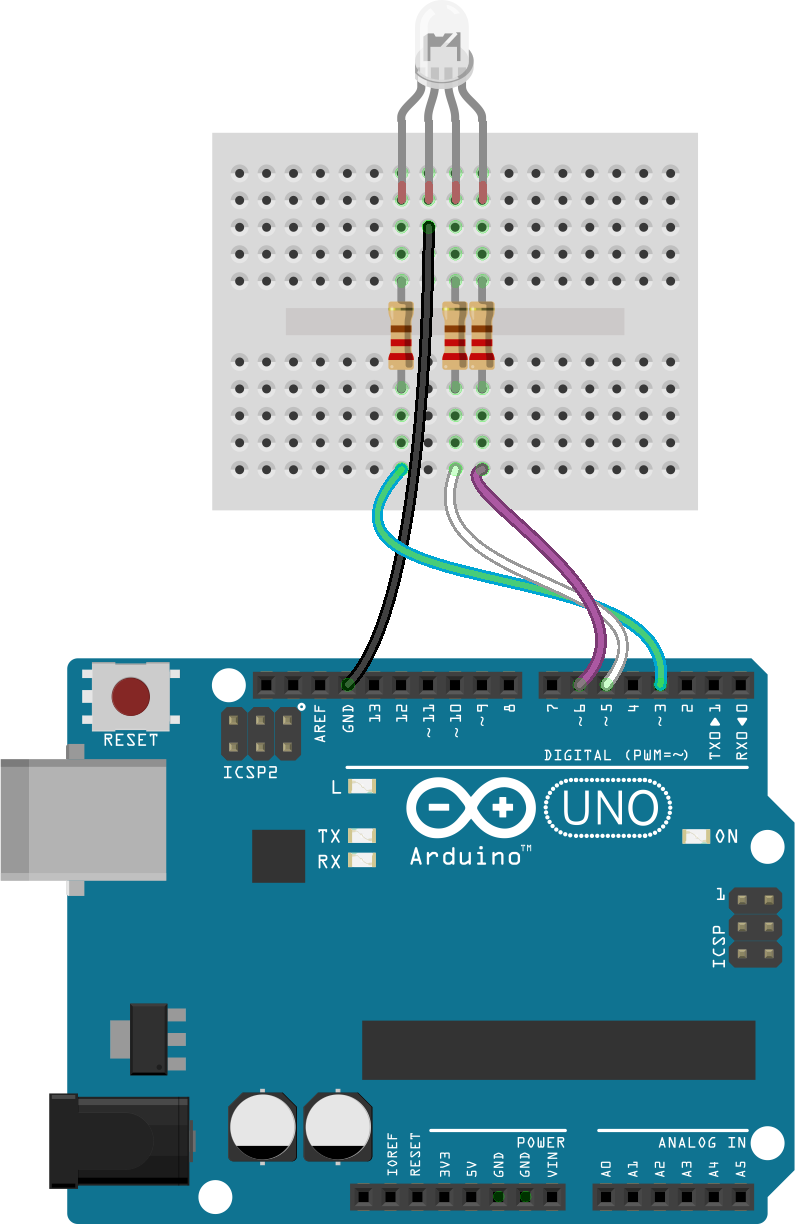 RESET
ICSP2
AREF
GND
13
12
~11
~10
~9
8
7
~6
~5
4
~3
2
TX0▶1
RX0◀0
DIGITAL (PWM=~)
L
TX
RX
UNO
Arduino™
ON
1
ICSP
IOREF
RESET
3V3
5V
GND
GND
VIN
POWER
ANALOG IN
A0
A1
A2
A3
A4
A5